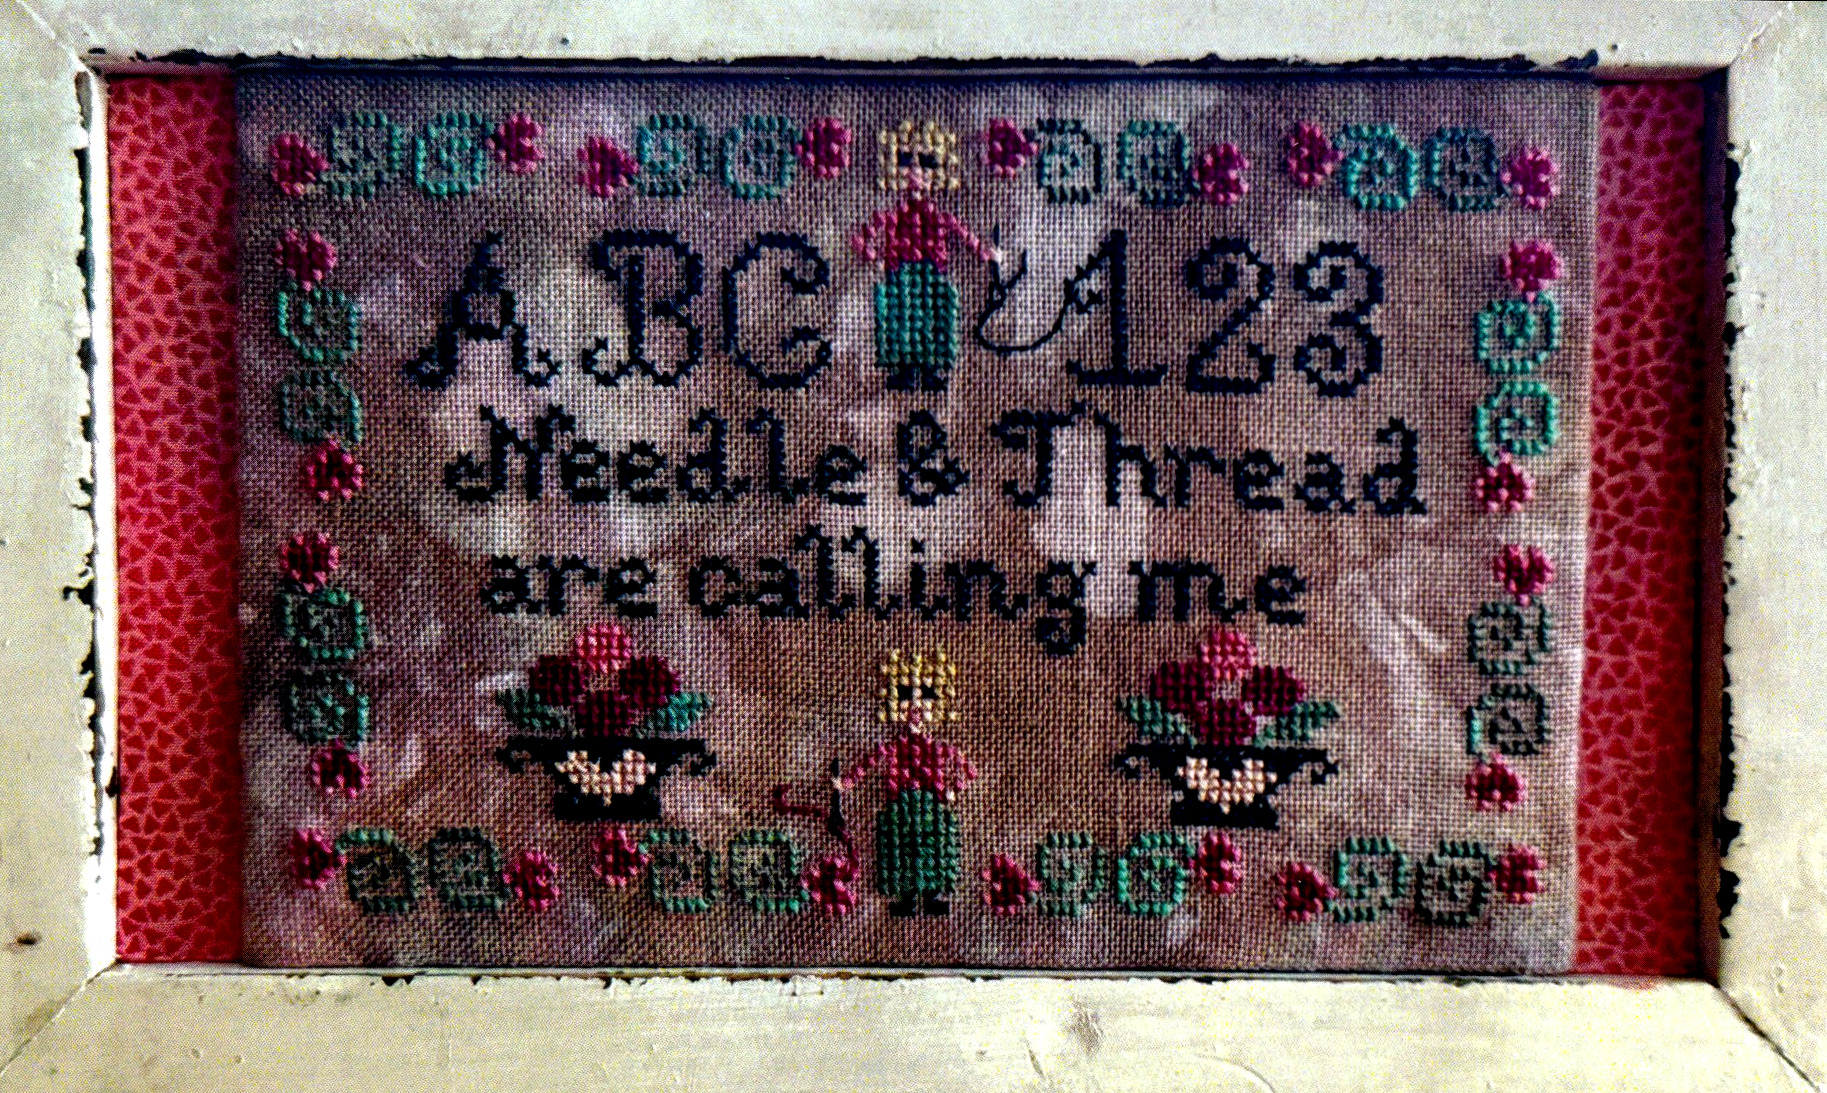 ABC 123
Needle & Thread
are calling me